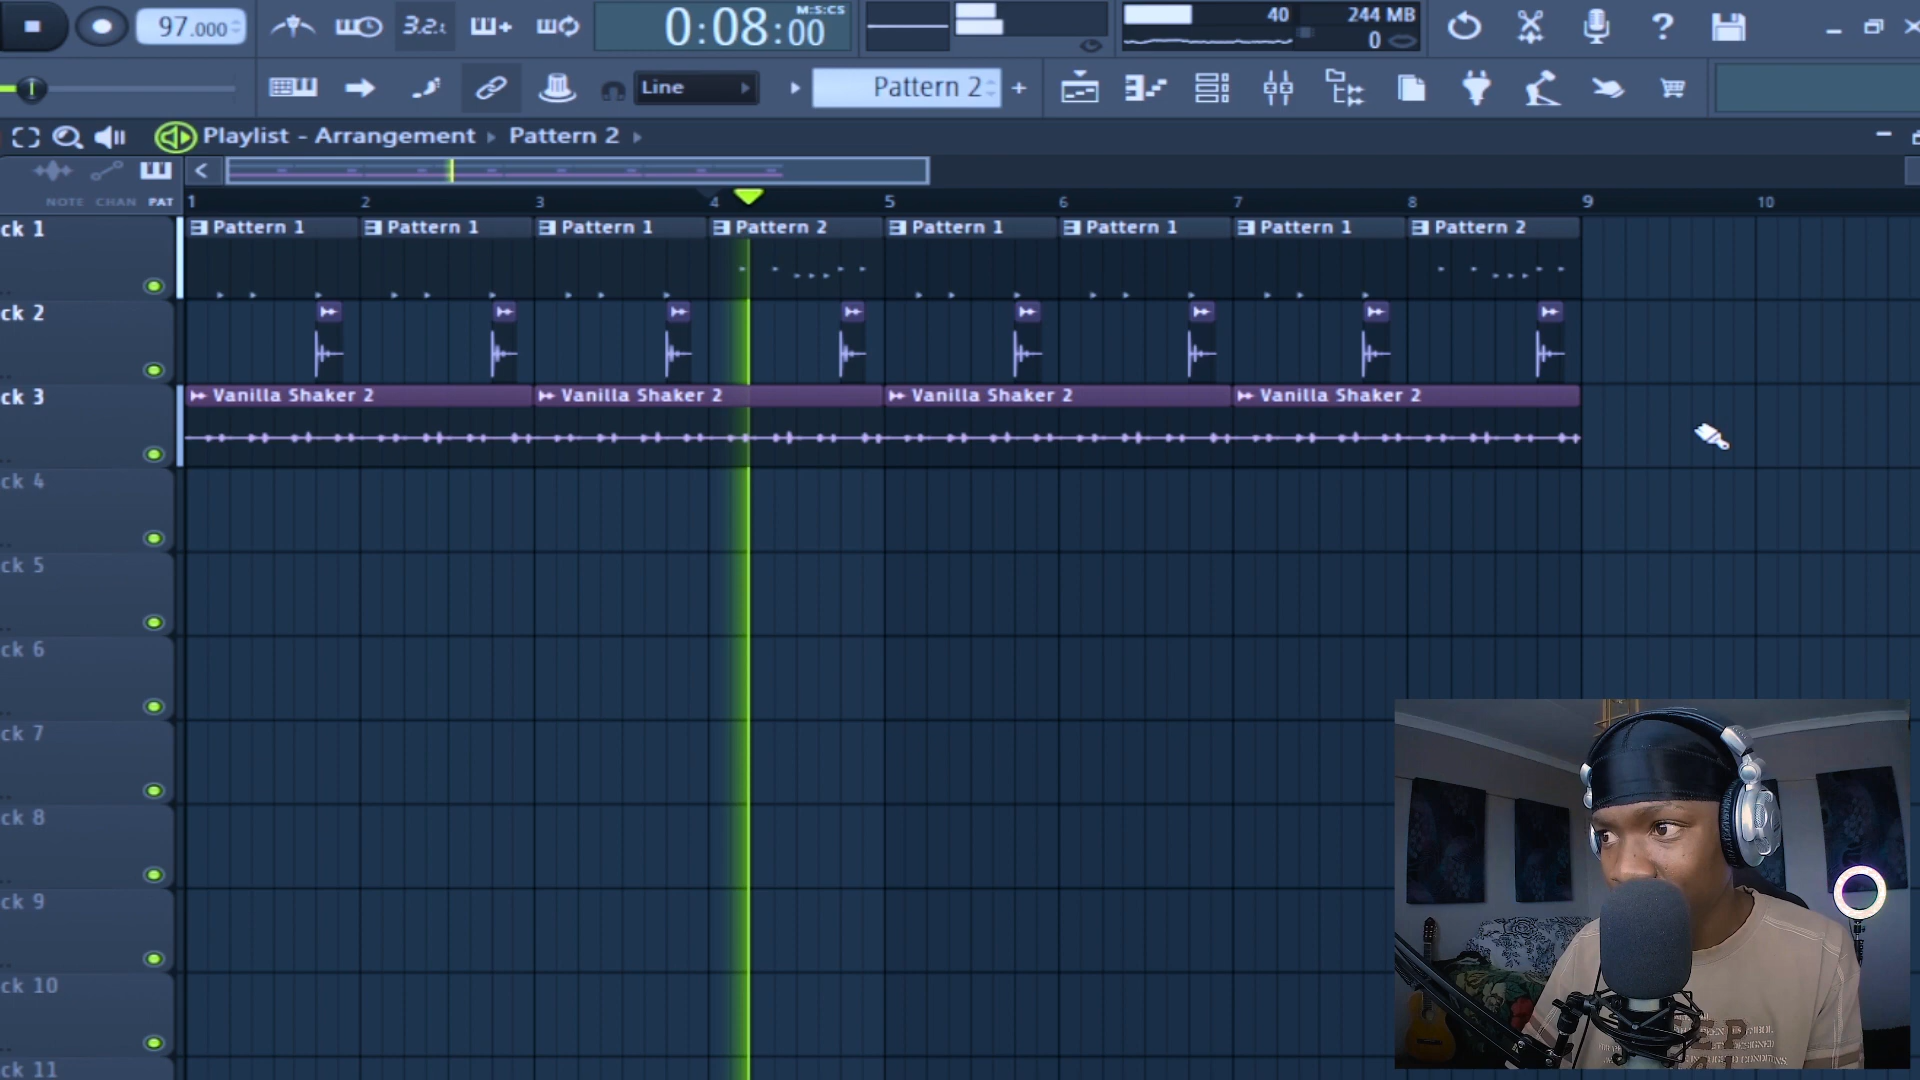 97.000
3.2.1
0:08:00
M:S:CS
40
244 MB
0
Line
Pattern 2
+
?
Playlist - Arrangement
Pattern 2
NOTE CHAN PAT
1 2 3 4 5 6 7 8 9 10
ck 1
Pattern 1
Pattern 1
Pattern 1
Pattern 2
Pattern 1
Pattern 1
Pattern 1
Pattern 2
ck 2
ck 3
Vanilla Shaker 2
Vanilla Shaker 2
Vanilla Shaker 2
Vanilla Shaker 2
ck 4
ck 5
ck 6
ck 7
ck 8
ck 9
ck 10
ck 11